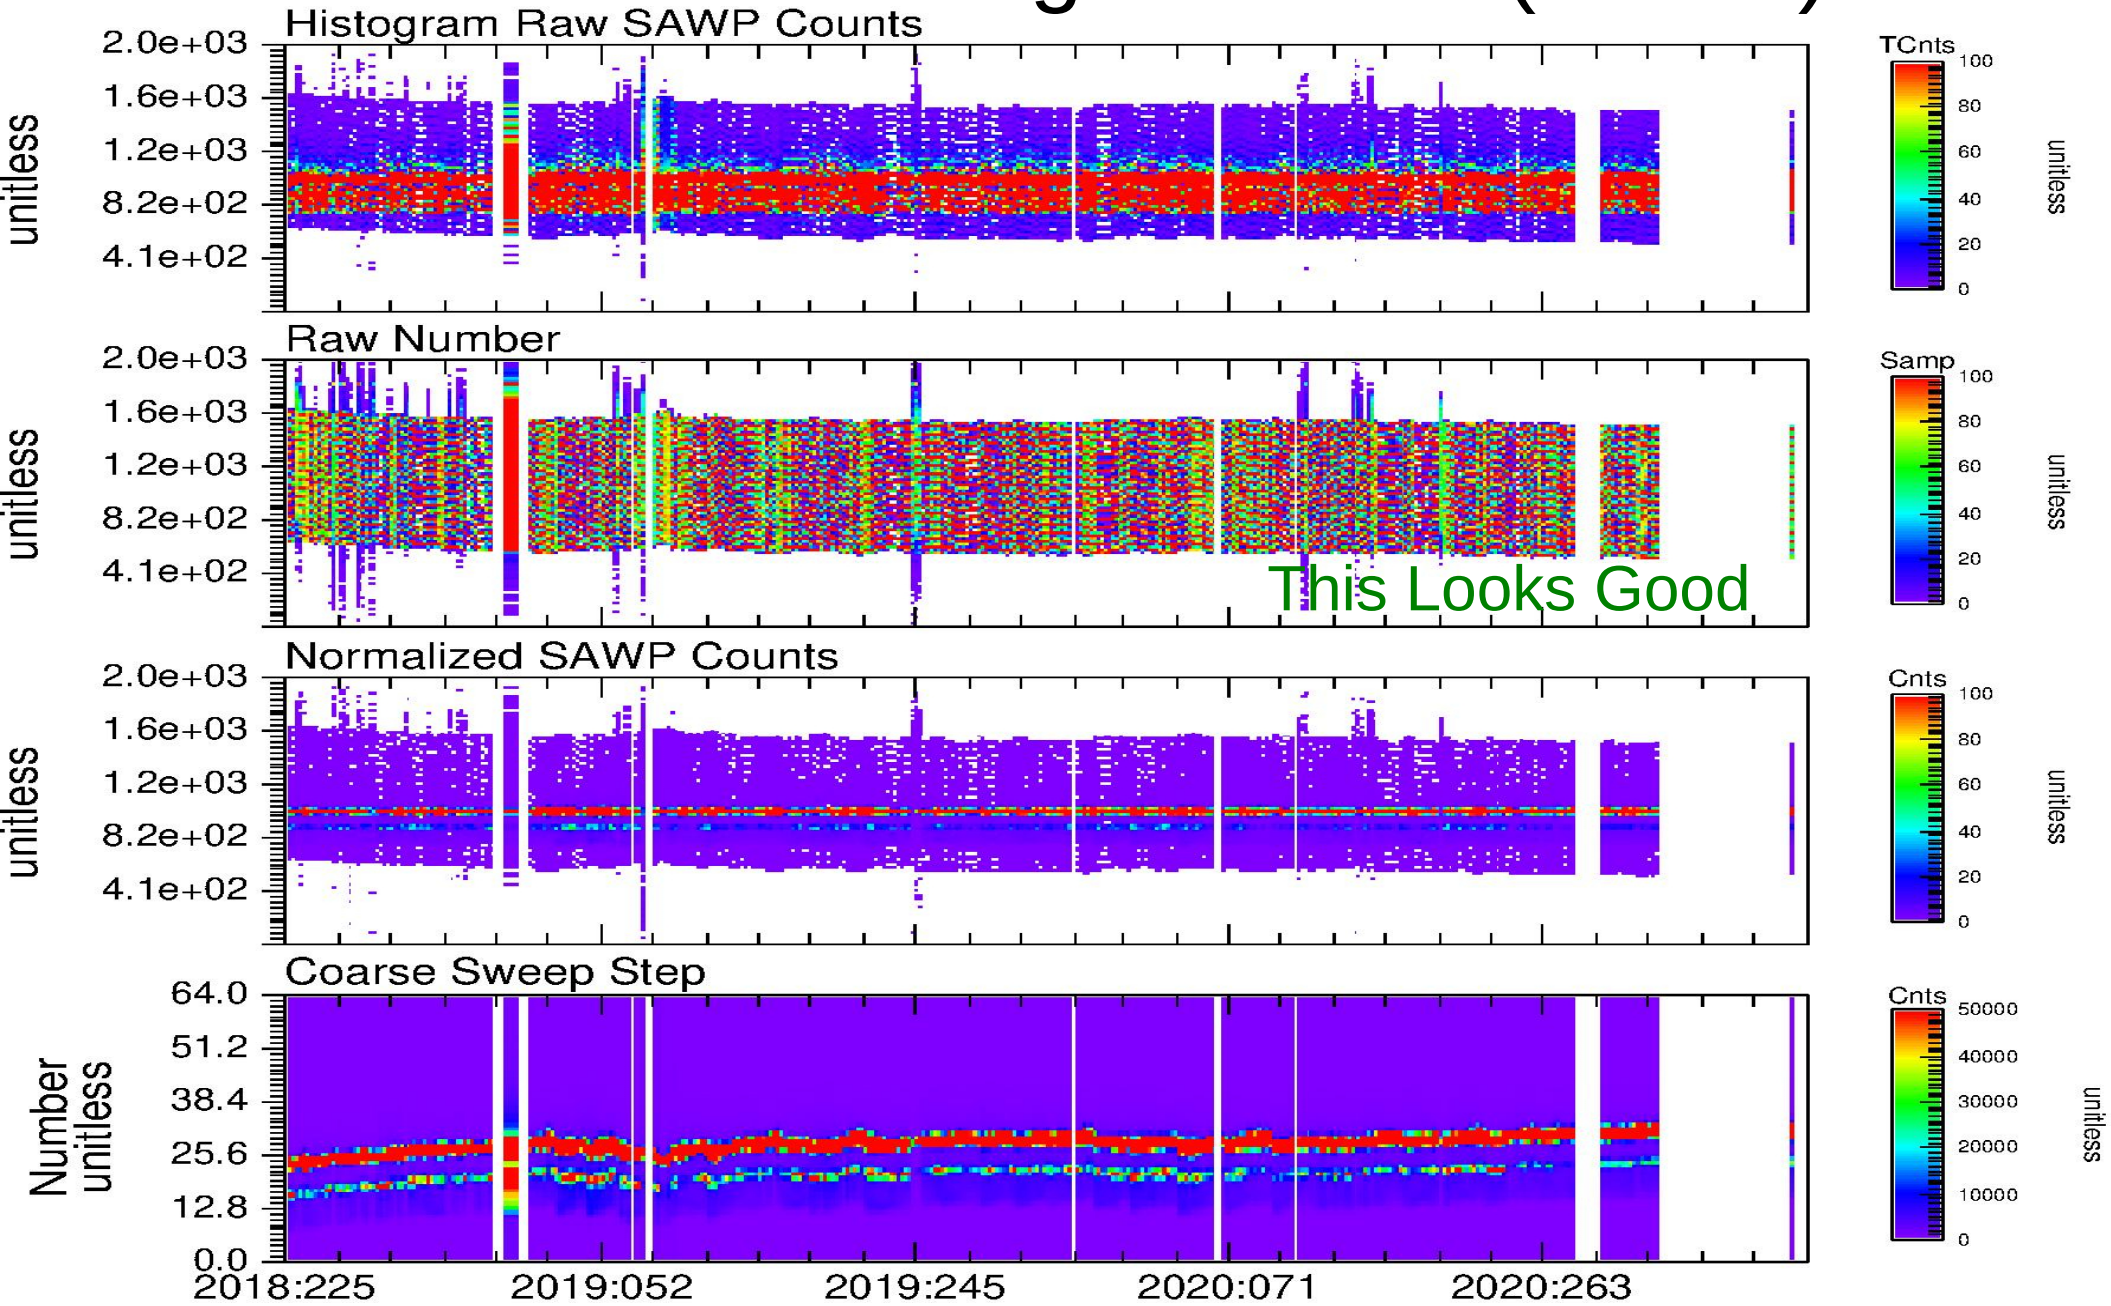 Histogram Raw SAWP Counts
2.0e+03
1.6e+03
1.2e+03
8.2e+02
4.1e+02
unitless
TCnts
100
80
60
40
20
0
unitless
Raw Number
2.0e+03
1.6e+03
1.2e+03
8.2e+02
4.1e+02
unitless
This Looks Good
Samp
100
80
60
40
20
0
unitless
Normalized SAWP Counts
2.0e+03
1.6e+03
1.2e+03
8.2e+02
4.1e+02
unitless
Cnts
100
80
60
40
20
0
unitless
Coarse Sweep Step
64.0
51.2
38.4
25.6
12.8
0.0
Number
unitless
Cnts
50000
40000
30000
20000
10000
0
unitless
2018:225 2019:052 2019:245 2020:071 2020:263